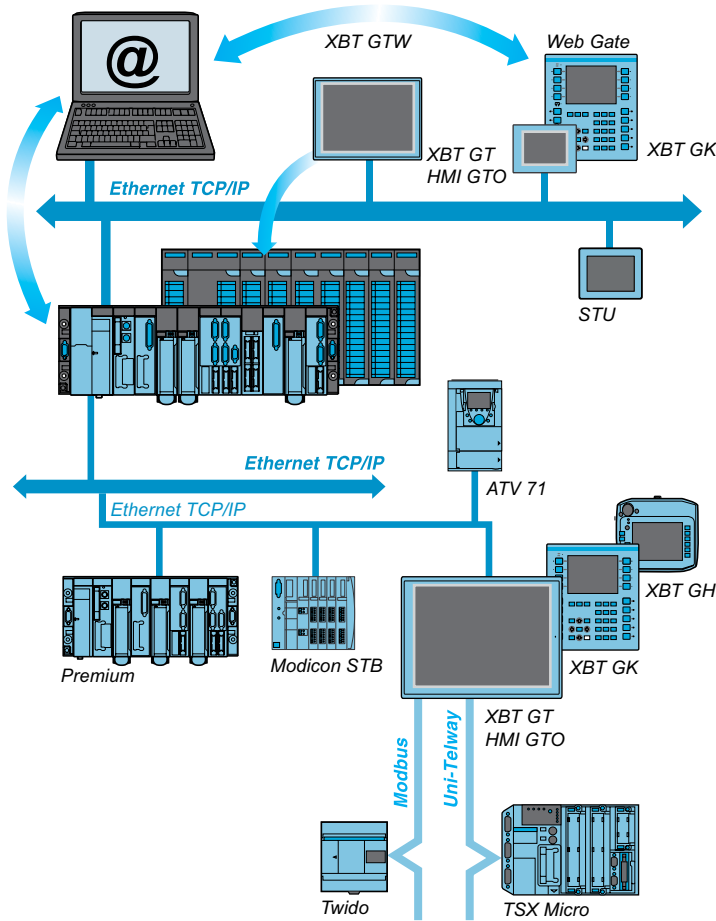 @
XBT GTW
Web Gate
XBT GT
HMI GTO
XBT GK
Ethernet TCP/IP
STU
Ethernet TCP/IP
ATV 71
Ethernet TCP/IP
XBT GH
Premium
Modicon STB
XBT GK
XBT GT
HMI GTO
Modbus
Uni-Telway
Twido
TSX Micro